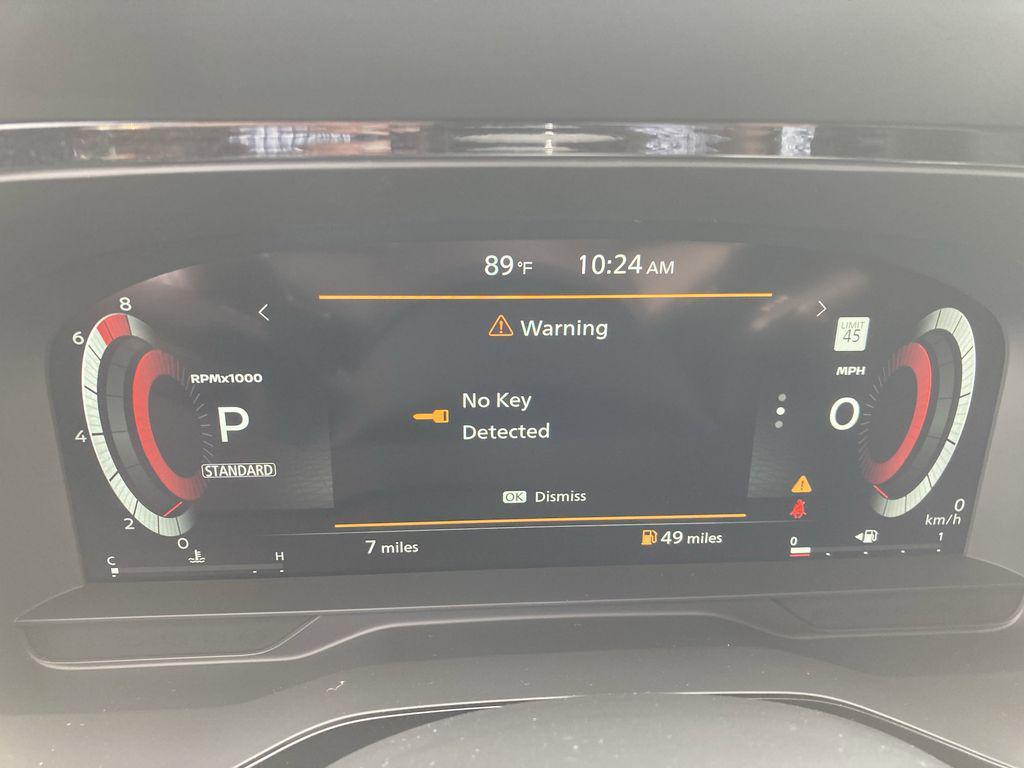 89°F 10:24 AM
Warning
8
6
4
2
0
RPMx1000
P
STANDARD
No Key
Detected
OK Dismiss
LIMIT
45
MPH
0
0
km/h
C H
7 miles
49 miles
0 1